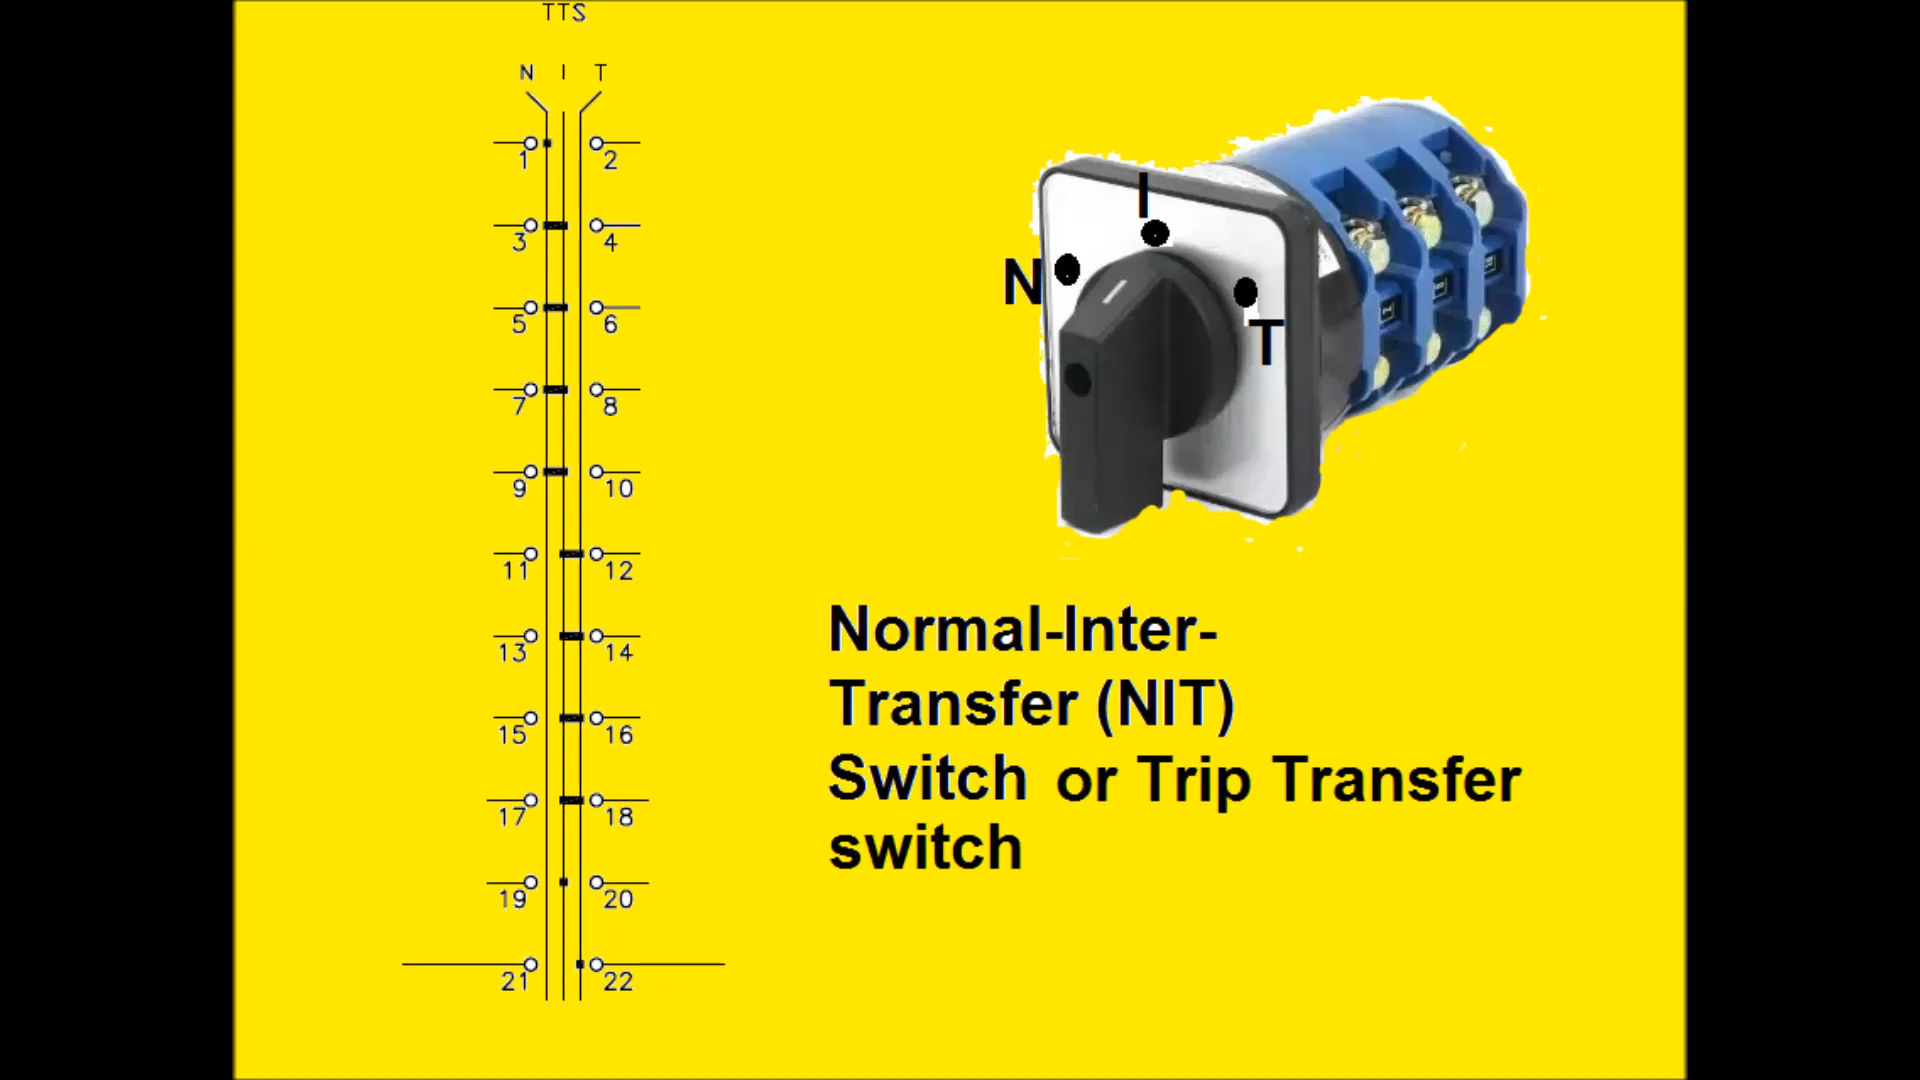 TTS
N I T
1 2
3 4
5 6
7 8
9 10
11 12
13 14
15 16
17 18
19 20
21 22
I
N
T
Normal-Inter-
Transfer (NIT)
Switch or Trip Transfer
switch